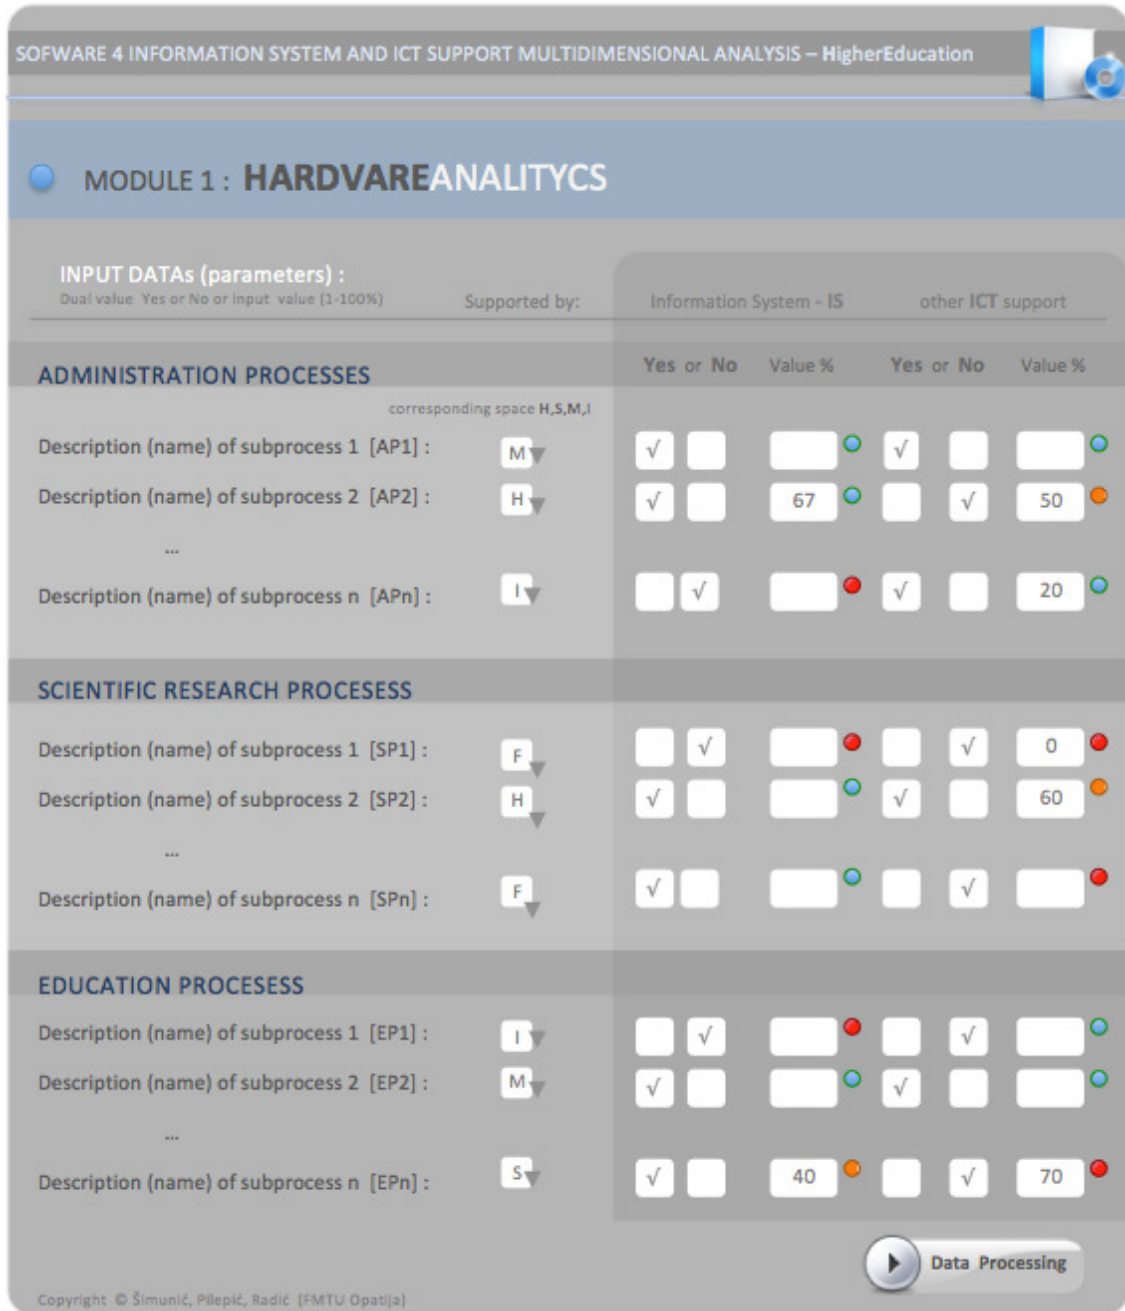 SOFWARE 4 INFORMATION SYSTEM AND ICT SUPPORT MULTIDIMENSIONAL ANALYSIS – HigherEducation
MODULE 1 : HARDVAREANALITYCS
INPUT DATAs (parameters) :
Dual value Yes or No or input value (1-100%) Supported by: Information System - IS other ICT support
ADMINISTRATION PROCESSES Yes or No Value % Yes or No Value %
corresponding space H,S,M,I
Description (name) of subprocess 1 [AP1] : M √ √
Description (name) of subprocess 2 [AP2] : H √ 67 √ 50
...
Description (name) of subprocess n [APn] : I √ √ 20
SCIENTIFIC RESEARCH PROCESESS
Description (name) of subprocess 1 [SP1] : F √ √ 0
Description (name) of subprocess 2 [SP2] : H √ √ 60
...
Description (name) of subprocess n [SPn] : F √ √
EDUCATION PROCESESS
Description (name) of subprocess 1 [EP1] : I √ √
Description (name) of subprocess 2 [EP2] : M √ √
...
Description (name) of subprocess n [EPn] : S √ 40 √ 70
Data Processing
Copyright © Šimunić, Pilepić, Radić (FMTU Opatija)